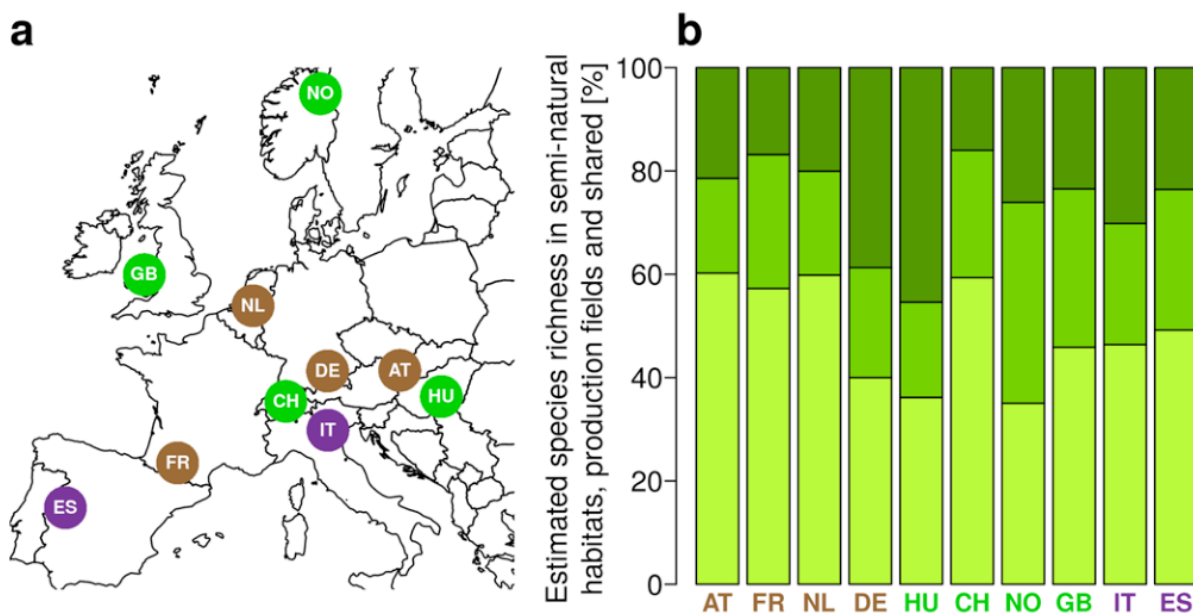 a
NO
GB
NL
DE
AT
CH
HU
IT
FR
ES
b
Estimated species richness in semi-natural
habitats, production fields and shared [%]
100
80
60
40
20
0
AT FR NL DE HU CH NO GB IT ES